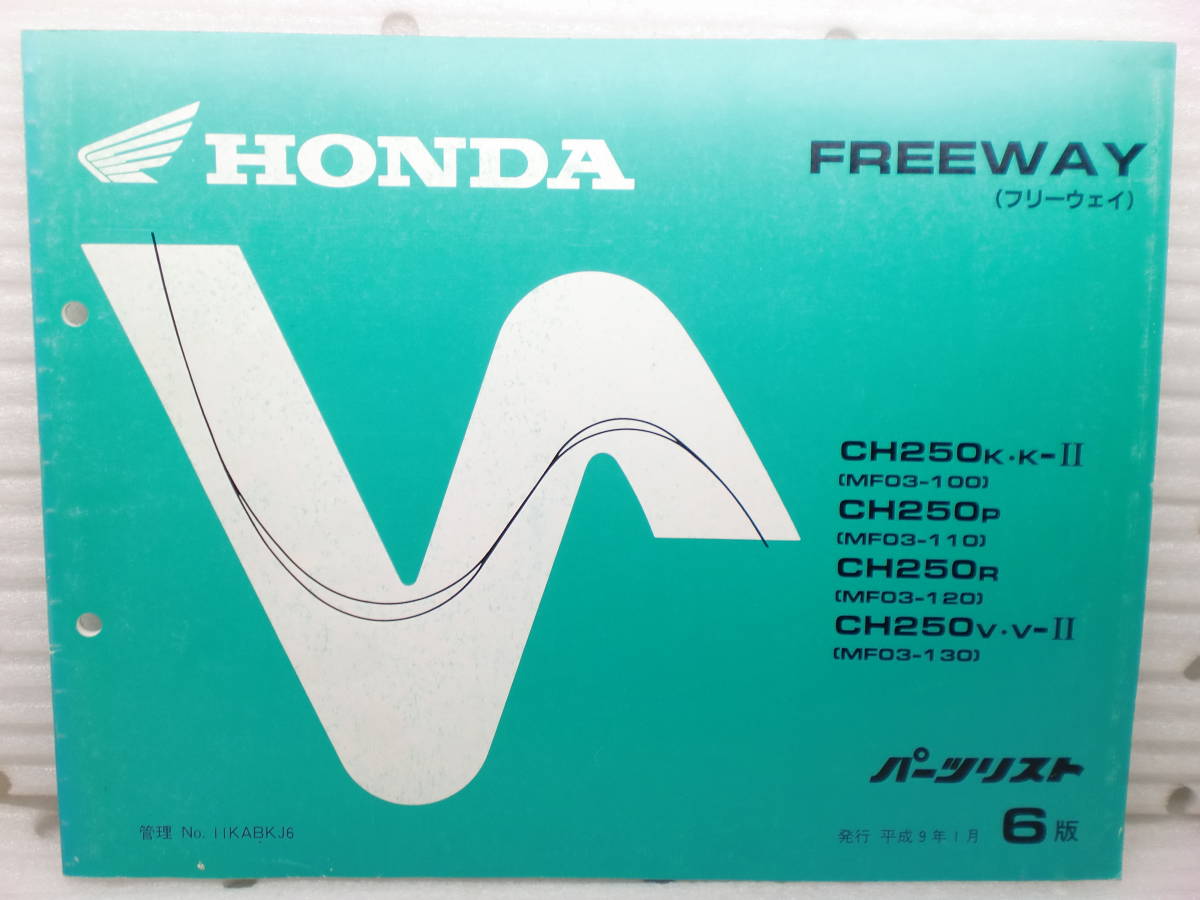 HONDA
FREEWAY
(フリーウェイ)
CH250K・K-II
(MF03-100)
CH250P
(MF03-110)
CH250R
(MF03-120)
CH250V・V-II
(MF03-130)
パーツリスト
管理 No. 11KABKJ6
発行 平成9年1月 6版